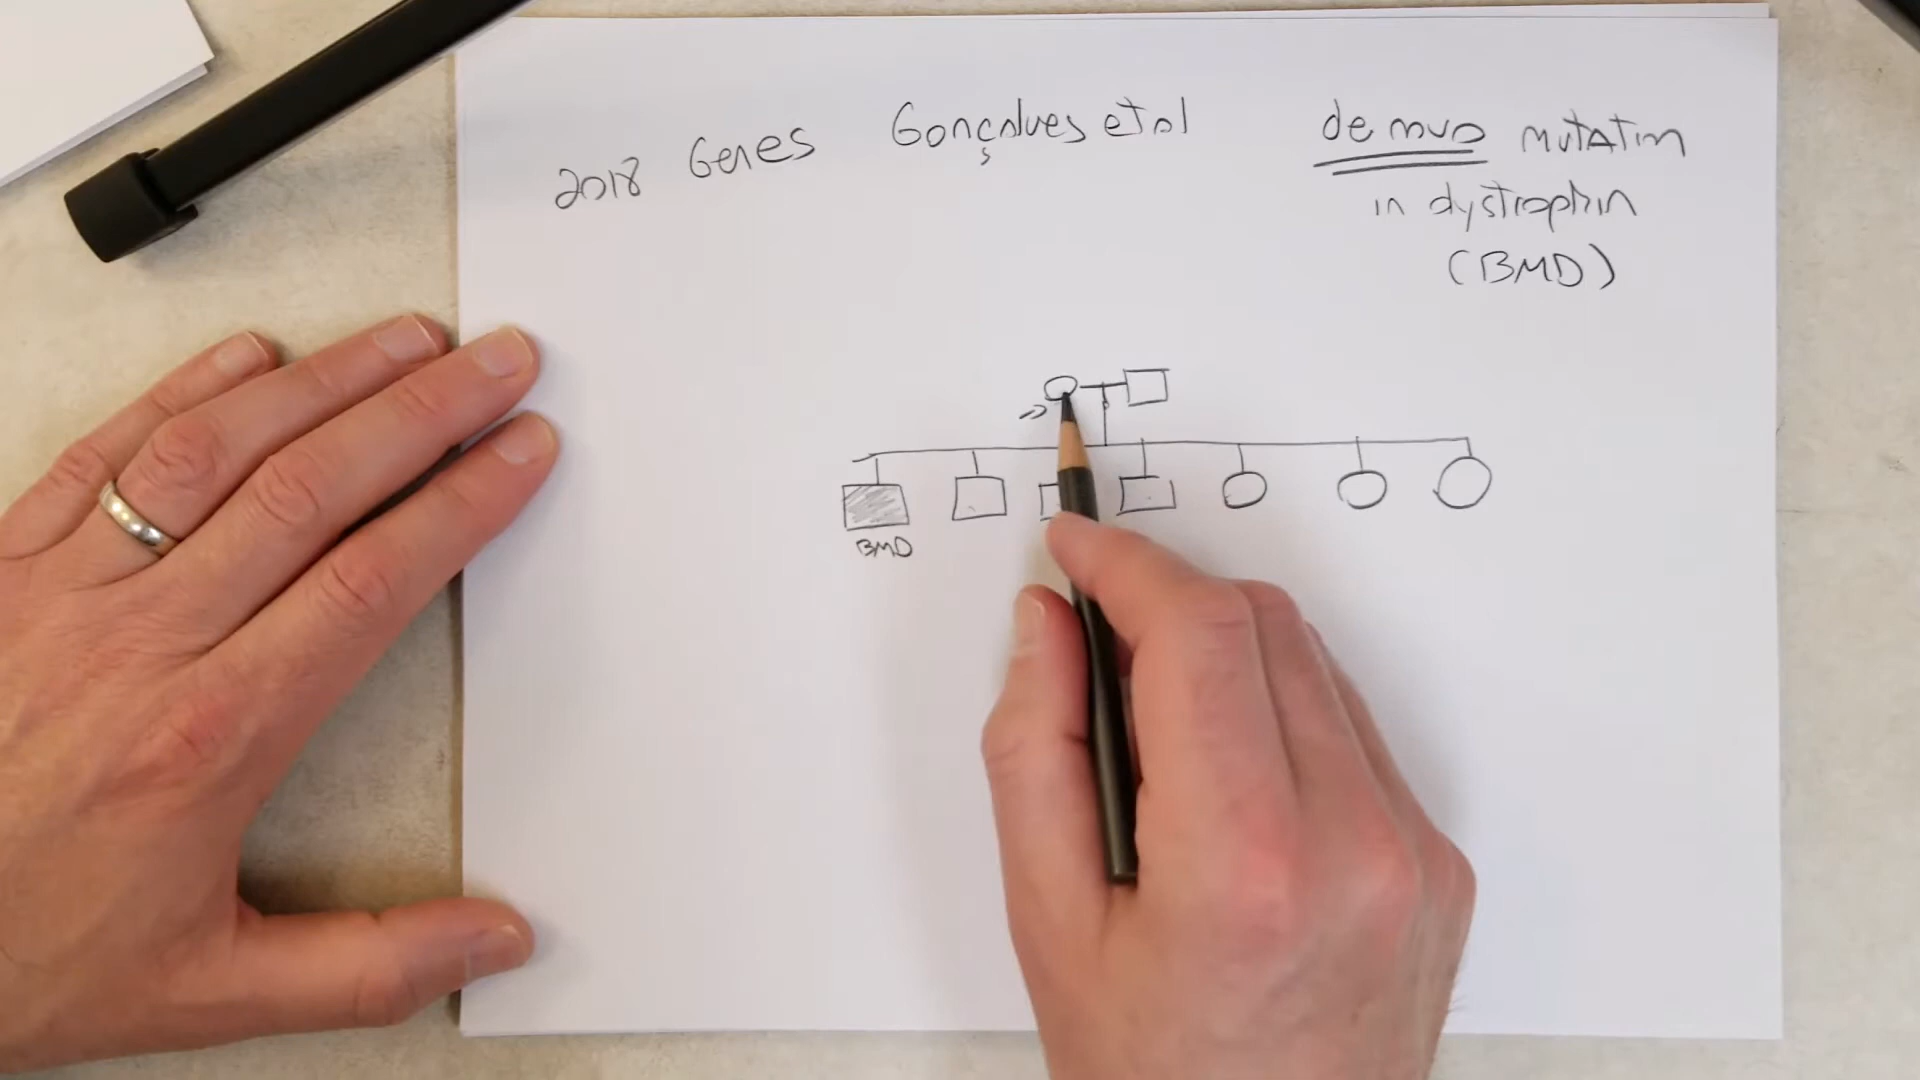 2018 Genes Gonçalves et al
de novo mutation
in dystrophin
(BMD)
BMD